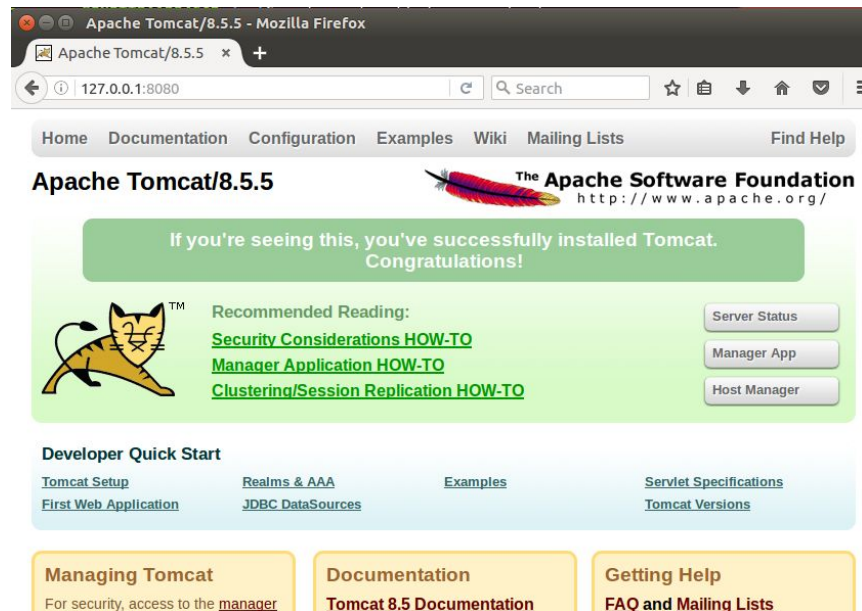 Apache Tomcat/8.5.5 - Mozilla Firefox
Apache Tomcat/8.5.5
127.0.0.1:8080
Search
Home Documentation Configuration Examples Wiki Mailing Lists Find Help
Apache Tomcat/8.5.5
The Apache Software Foundation
http://www.apache.org/
If you're seeing this, you've successfully installed Tomcat.
Congratulations!
TM
Recommended Reading:
Security Considerations HOW-TO
Manager Application HOW-TO
Clustering/Session Replication HOW-TO
Server Status
Manager App
Host Manager
Developer Quick Start
Tomcat Setup
First Web Application
Realms & AAA
JDBC DataSources
Examples
Servlet Specifications
Tomcat Versions
Managing Tomcat
For security, access to the manager
Documentation
Tomcat 8.5 Documentation
Getting Help
FAQ and Mailing Lists